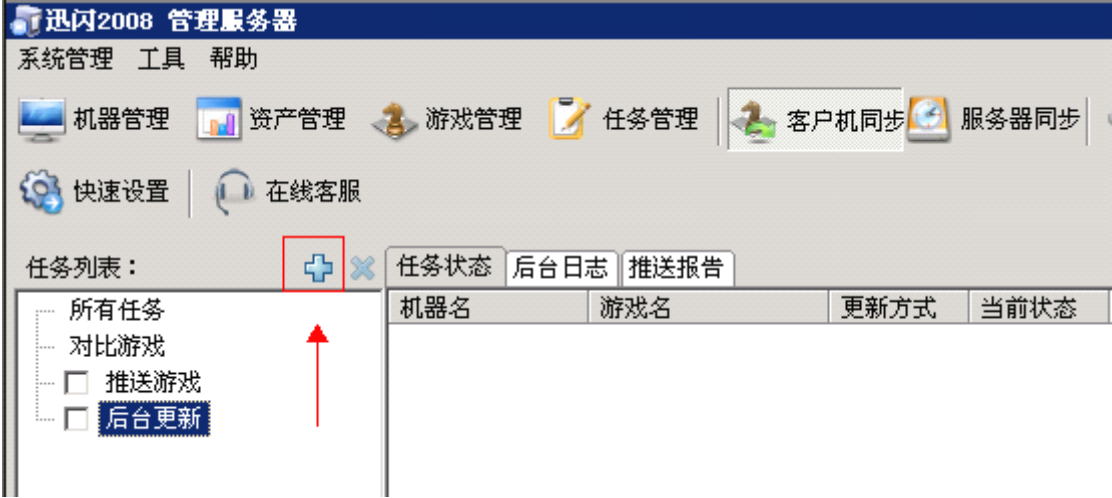 迅闪2008 管理服务器
系统管理 工具 帮助
机器管理 资产管理 游戏管理 任务管理 客户机同步 服务器同步
快速设置 在线客服
任务列表： 任务状态 后台日志 推送报告
机器名 游戏名 更新方式 当前状态
所有任务
对比游戏
推送游戏
后台更新